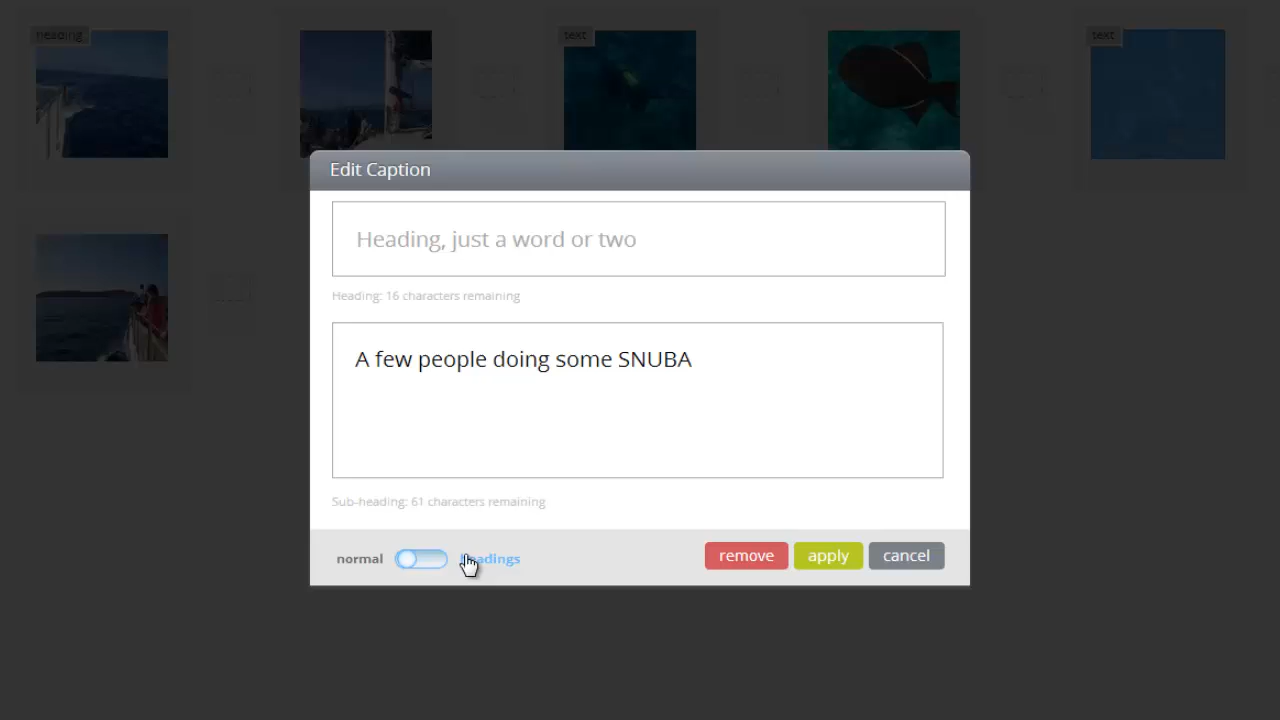 heading
text
text
Edit Caption
Heading, just a word or two
Heading: 16 characters remaining
A few people doing some SNUBA
Sub-heading: 61 characters remaining
normal headings
remove apply cancel